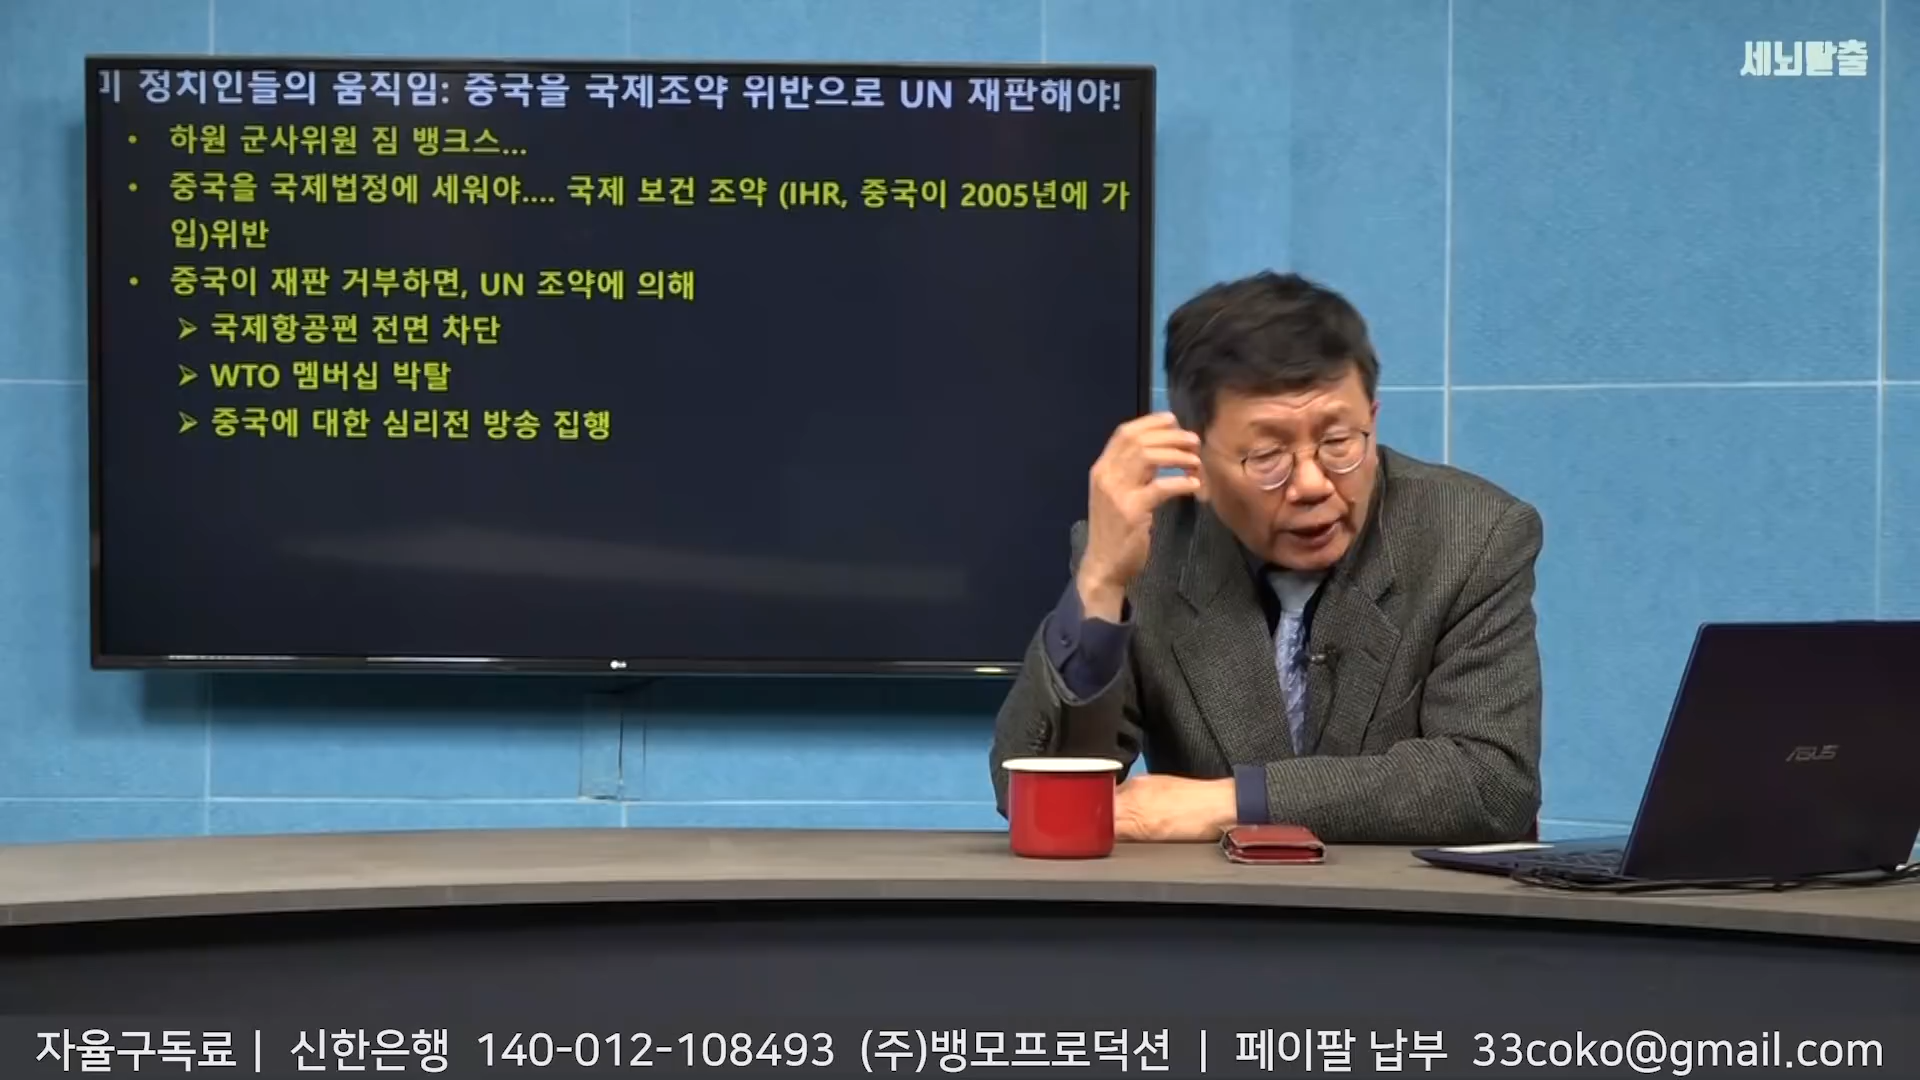 세뇌탈출
미 정치인들의 움직임: 중국을 국제조약 위반으로 UN 재판해야!
• 하원 군사위원 짐 뱅크스...
• 중국을 국제법정에 세워야.... 국제 보건 조약 (IHR, 중국이 2005년에 가
입)위반
• 중국이 재판 거부하면, UN 조약에 의해
➢ 국제항공편 전면 차단
➢ WTO 멤버십 박탈
➢ 중국에 대한 심리전 방송 집행
LG
ASUS
자율구독료 | 신한은행 140-012-108493 (주)뱅모프로덕션 | 페이팔 납부 33coko@gmail.com